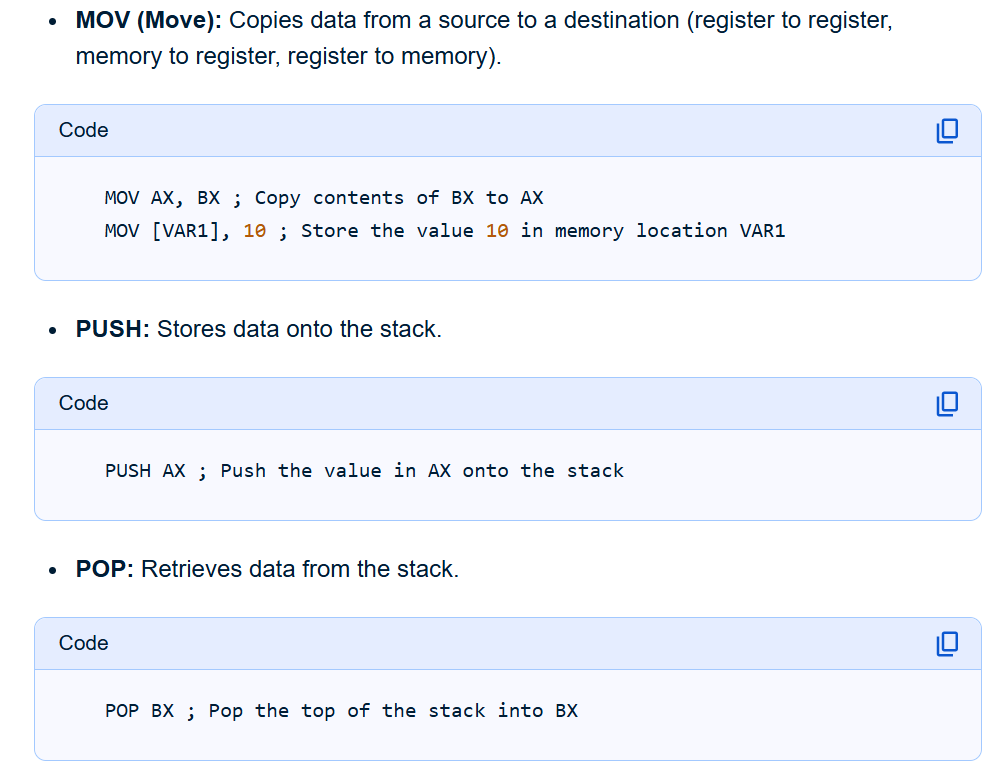 MOV (Move): Copies data from a source to a destination (register to register,
memory to register, register to memory).
Code
MOV AX, BX ; Copy contents of BX to AX
MOV [VAR1], 10 ; Store the value 10 in memory location VAR1
PUSH: Stores data onto the stack.
Code
PUSH AX ; Push the value in AX onto the stack
POP: Retrieves data from the stack.
Code
POP BX ; Pop the top of the stack into BX